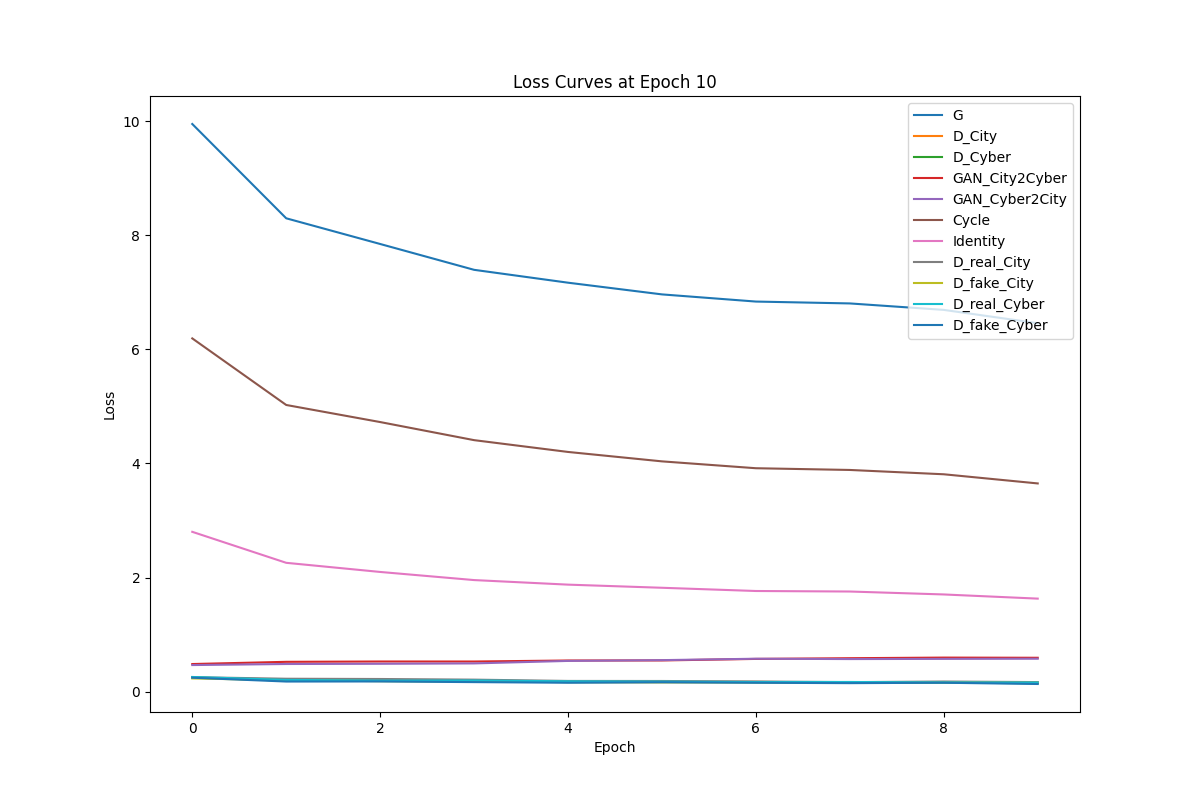 Loss Curves at Epoch 10
10
8
6
4
2
0
Loss
0 2 4 6 8
Epoch
G
D_City
D_Cyber
GAN_City2Cyber
GAN_Cyber2City
Cycle
Identity
D_real_City
D_fake_City
D_real_Cyber
D_fake_Cyber